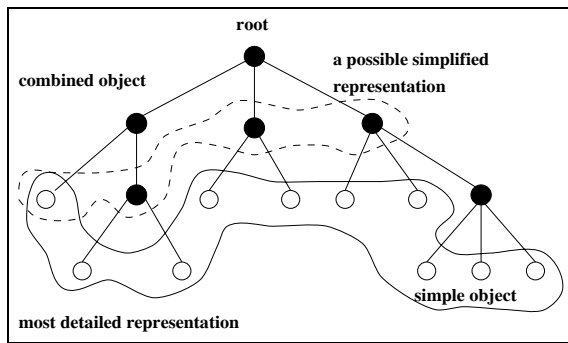 root
combined object
a possible simplified
representation
simple object
most detailed representation